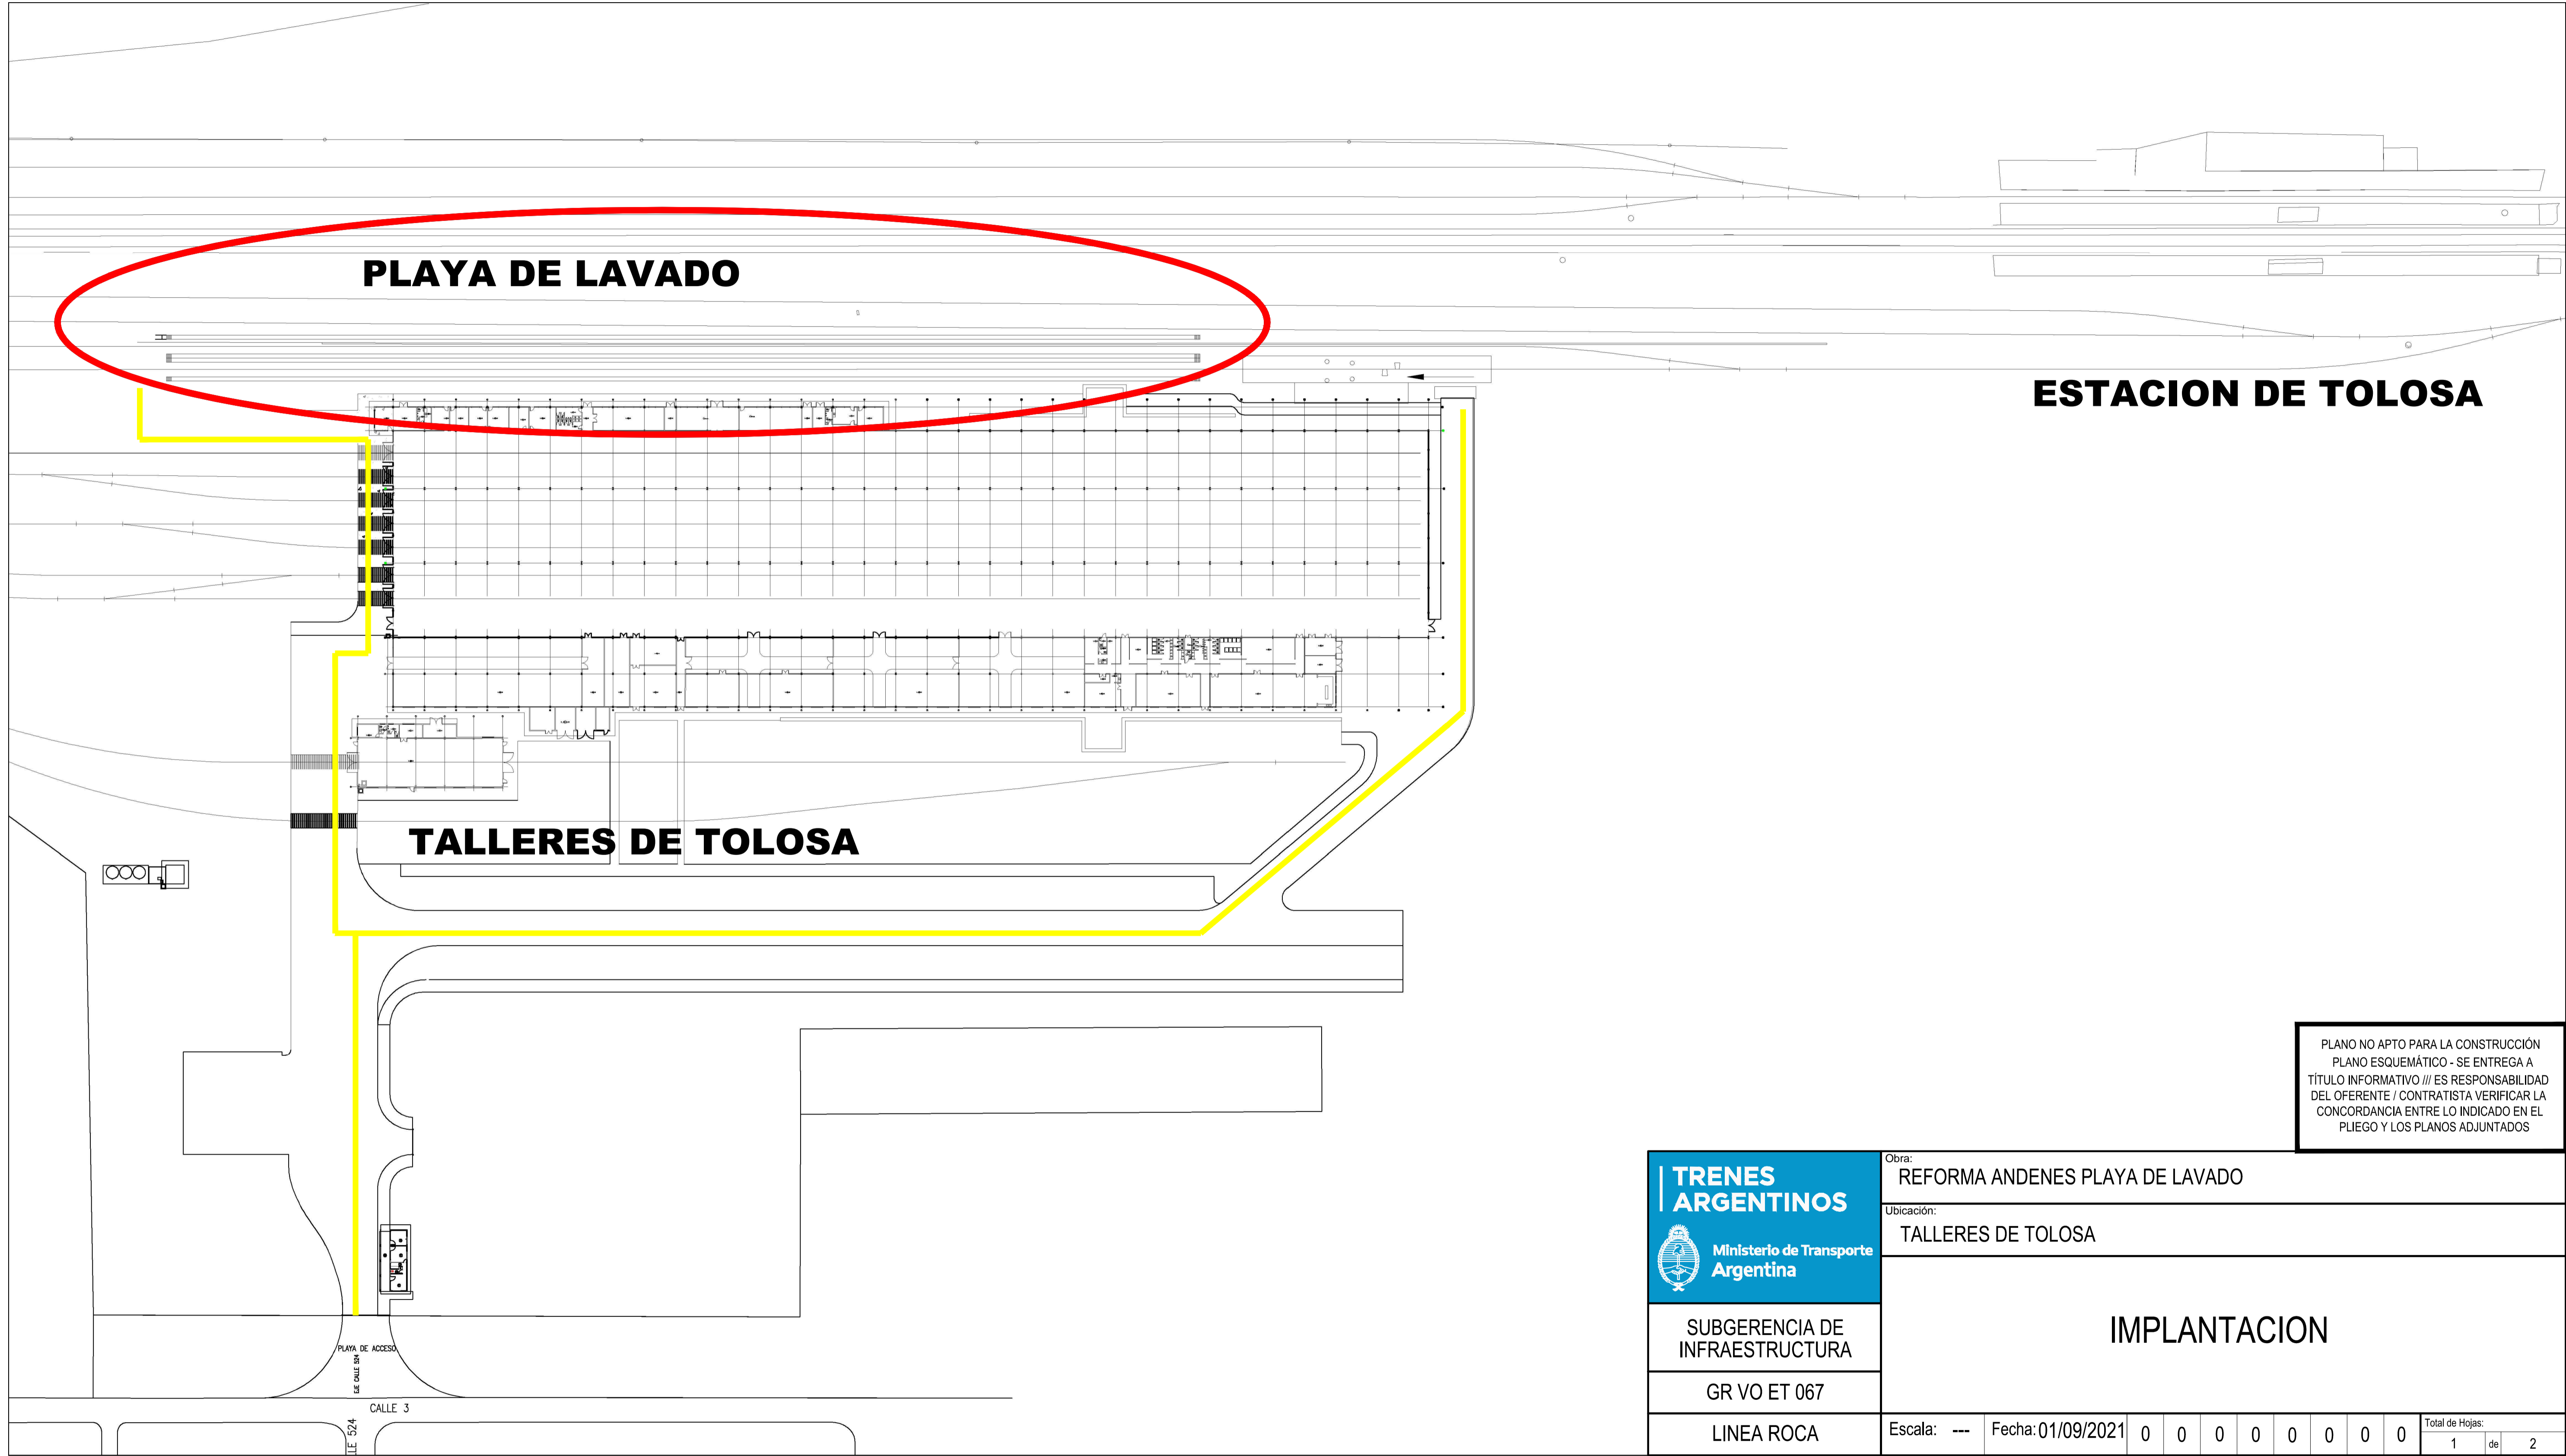 PLAYA DE LAVADO
ESTACION DE TOLOSA
TALLERES DE TOLOSA
PLAYA DE ACCESO
EJE CALLE 524
CALLE 3
LLE 524
PLANO NO APTO PARA LA CONSTRUCCIÓN
PLANO ESQUEMÁTICO - SE ENTREGA A
TÍTULO INFORMATIVO /// ES RESPONSABILIDAD
DEL OFERENTE / CONTRATISTA VERIFICAR LA
CONCORDANCIA ENTRE LO INDICADO EN EL
PLIEGO Y LOS PLANOS ADJUNTADOS
TRENES
ARGENTINOS
Ministerio de Transporte
Argentina
SUBGERENCIA DE
INFRAESTRUCTURA
GR VO ET 067
LINEA ROCA
Obra:
REFORMA ANDENES PLAYA DE LAVADO
Ubicación:
TALLERES DE TOLOSA
IMPLANTACION
Escala: --- Fecha: 01/09/2021 0 0 0 0 0 0 0 0
Total de Hojas:
1 de 2